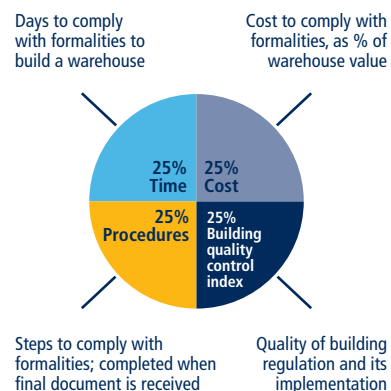 Days to comply
with formalities to
build a warehouse
Cost to comply with
formalities, as % of
warehouse value
25%
Time
25%
Cost
25%
Procedures
25%
Building
quality
control
index
Steps to comply with
formalities; completed when
final document is received
Quality of building
regulation and its
implementation